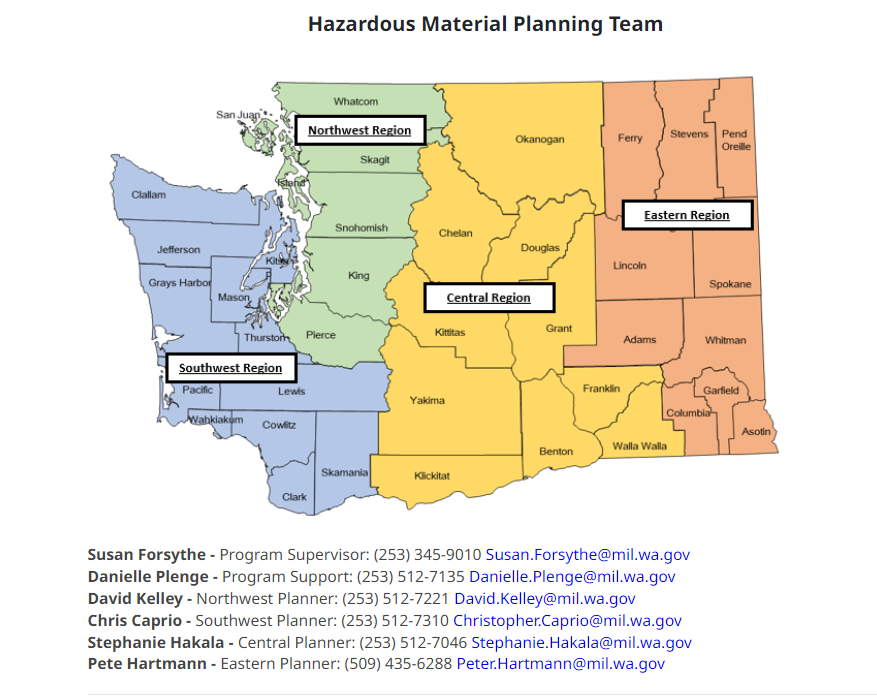 Hazardous Material Planning Team
Whatcom
San Juan
Northwest Region
Okanogan
Ferry
Stevens
Pend
Oreille
Skagit
Island
Clallam
Eastern Region
Snohomish
Chelan
Douglas
Jefferson
Kitsap
King
Lincoln
Grays Harbor
Mason
Spokane
Central Region
Thurston
Pierce
Kittitas
Grant
Adams
Whitman
Southwest Region
Pacific
Lewis
Yakima
Franklin
Garfield
Columbia
Wahkiakum
Cowlitz
Asotin
Benton
Walla Walla
Skamania
Klickitat
Clark
Susan Forsythe - Program Supervisor: (253) 345-9010 Susan.Forsythe@mil.wa.gov
Danielle Plenge - Program Support: (253) 512-7135 Danielle.Plenge@mil.wa.gov
David Kelley - Northwest Planner: (253) 512-7221 David.Kelley@mil.wa.gov
Chris Caprio - Southwest Planner: (253) 512-7310 Christopher.Caprio@mil.wa.gov
Stephanie Hakala - Central Planner: (253) 512-7046 Stephanie.Hakala@mil.wa.gov
Pete Hartmann - Eastern Planner: (509) 435-6288 Peter.Hartmann@mil.wa.gov